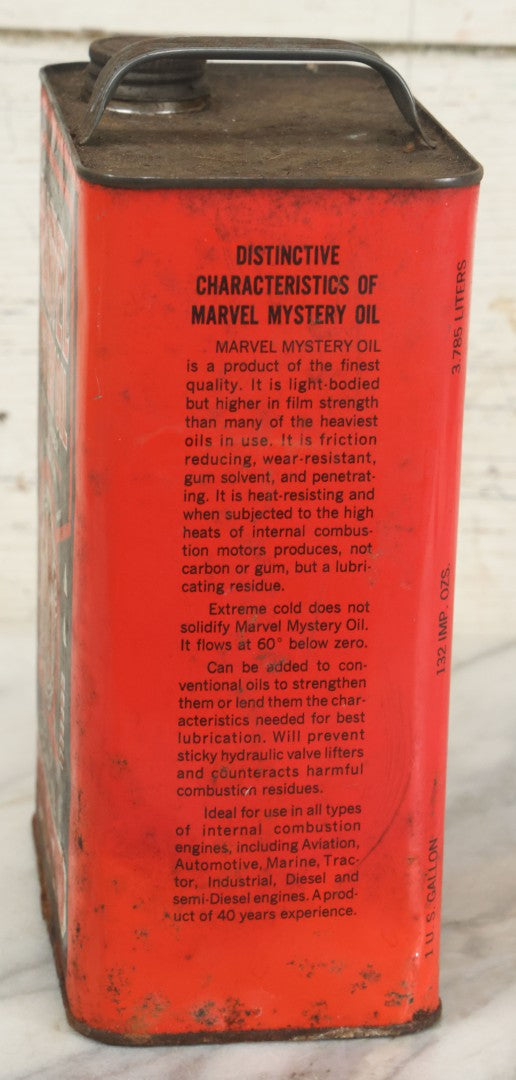 DISTINCTIVE
CHARACTERISTICS OF
MARVEL MYSTERY OIL
MARVEL MYSTERY OIL
is a product of the finest
quality. It is light-bodied
but higher in film strength
than many of the heaviest
oils in use. It is friction
reducing, wear-resistant,
gum solvent, and penetrat-
ing. It is heat-resisting and
when subjected to the high
heats of internal combus-
tion motors produces, not
carbon or gum, but a lubri-
cating residue.
Extreme cold does not
solidify Marvel Mystery Oil.
It flows at 60° below zero.
Can be added to con-
ventional oils to strengthen
them or lend them the char-
acteristics needed for best
lubrication. Will prevent
sticky hydraulic valve lifters
and counteracts harmful
combustion residues.
Ideal for use in all types
of internal combustion
engines, including Aviation,
Automotive, Marine, Trac-
tor, Industrial, Diesel and
semi-Diesel engines. A prod-
uct of 40 years experience.
1 U. S. GALLON 132 IMP. OZS. 3.785 LITERS